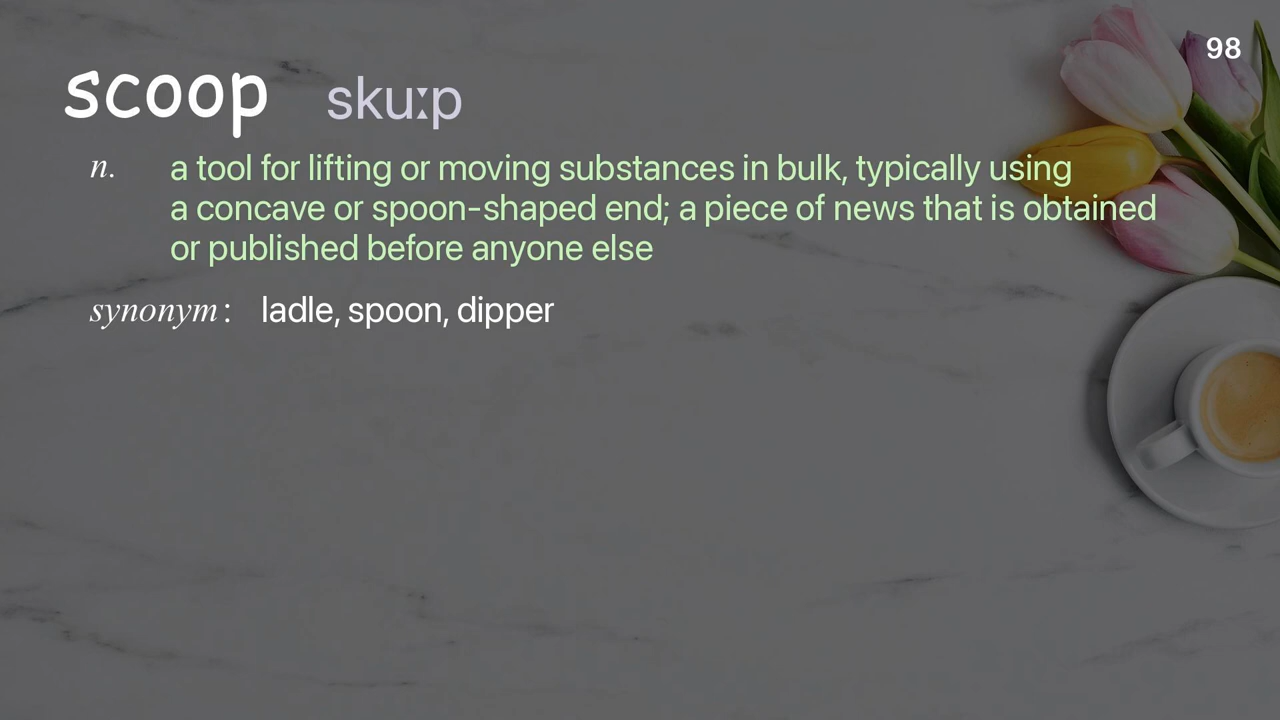 98
scoop skuːp
n. a tool for lifting or moving substances in bulk, typically using
a concave or spoon-shaped end; a piece of news that is obtained
or published before anyone else
synonym: ladle, spoon, dipper